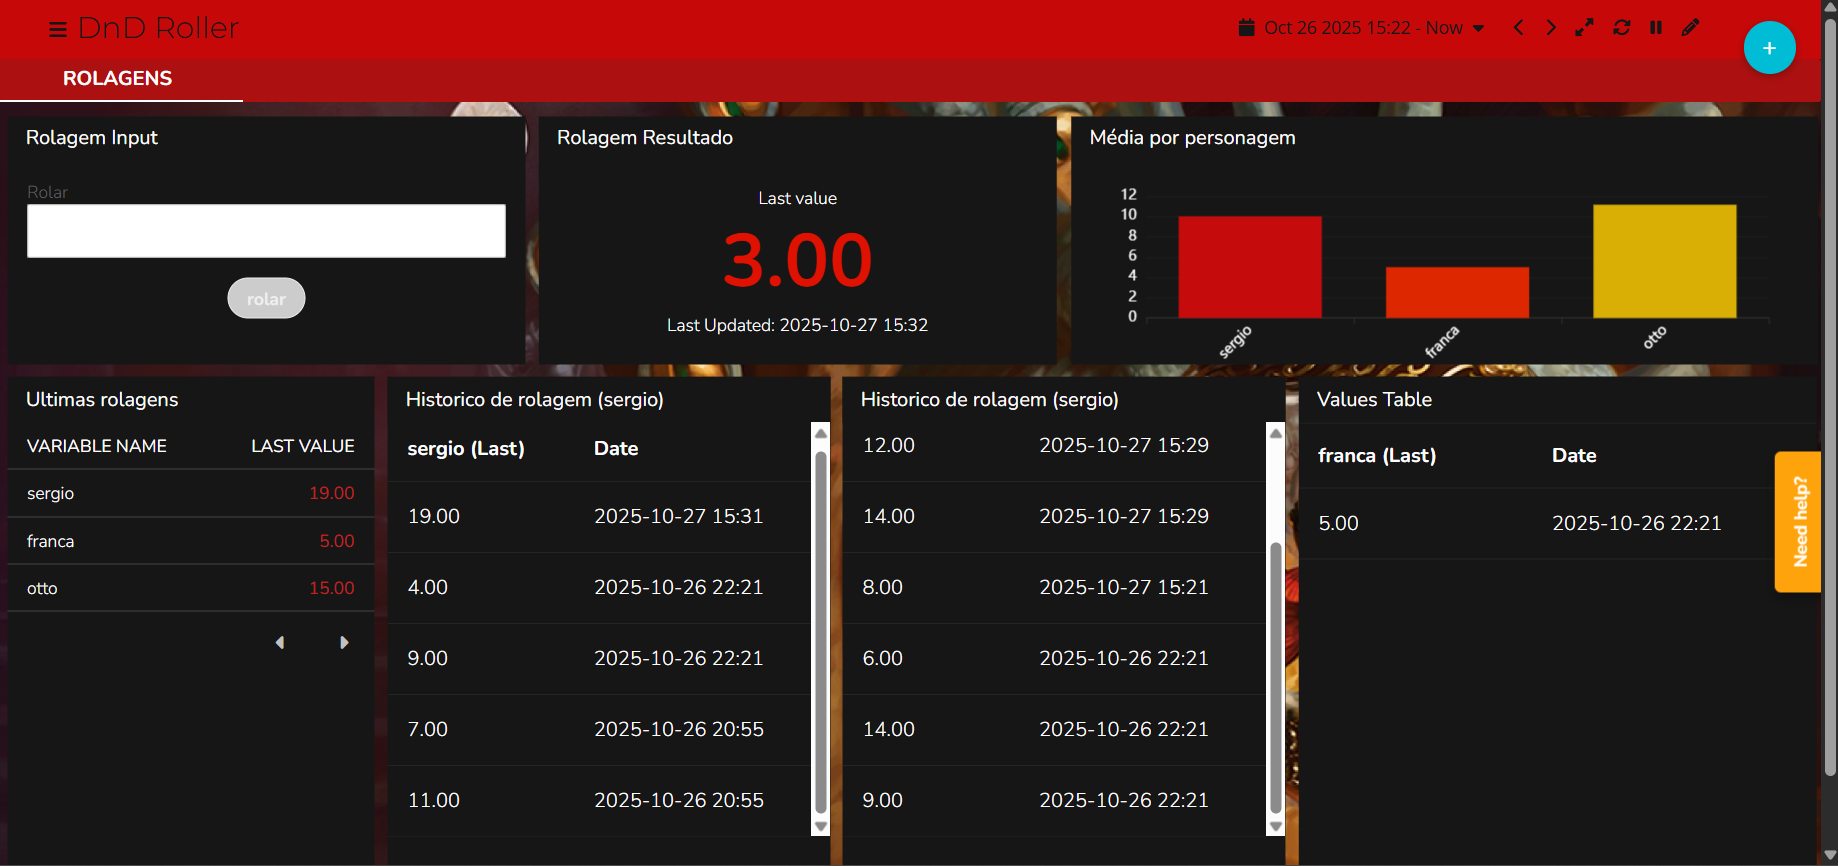 DnD Roller
Oct 26 2025 15:22 - Now
+
ROLAGENS
Rolagem Input
Rolar
rolar
Rolagem Resultado
Last value
3.00
Last Updated: 2025-10-27 15:32
Média por personagem
12
10
8
6
4
2
0
sergio
franca
otto
Ultimas rolagens
VARIABLE NAME LAST VALUE
sergio 19.00
franca 5.00
otto 15.00
Historico de rolagem (sergio)
sergio (Last) Date
19.00 2025-10-27 15:31
4.00 2025-10-26 22:21
9.00 2025-10-26 22:21
7.00 2025-10-26 20:55
11.00 2025-10-26 20:55
Historico de rolagem (sergio)
12.00 2025-10-27 15:29
14.00 2025-10-27 15:29
8.00 2025-10-27 15:21
6.00 2025-10-26 22:21
14.00 2025-10-26 22:21
9.00 2025-10-26 22:21
Values Table
franca (Last) Date
5.00 2025-10-26 22:21
Need help?